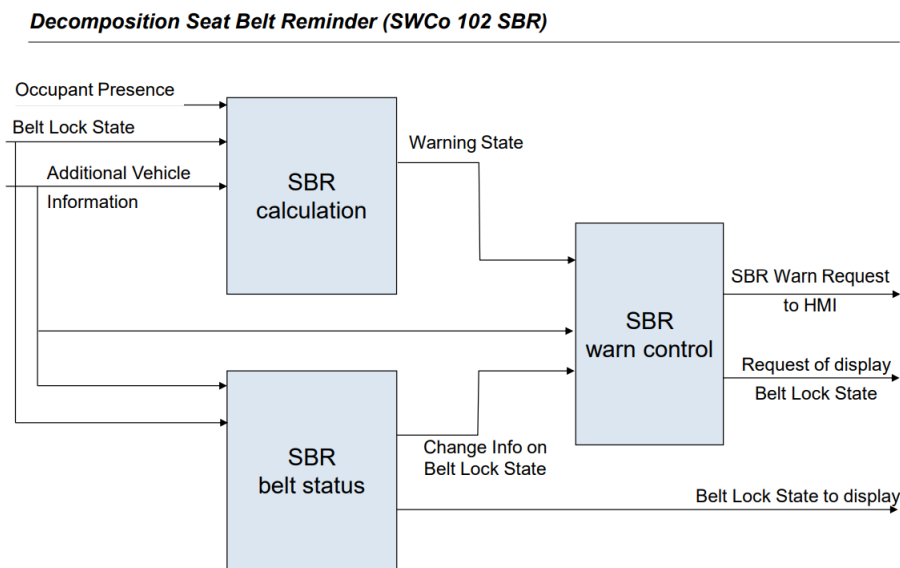 Decomposition Seat Belt Reminder (SWCo 102 SBR)
Occupant Presence
Belt Lock State
Additional Vehicle
Information
SBR
calculation
Warning State
SBR
warn control
SBR Warn Request
to HMI
Request of display
Belt Lock State
SBR
belt status
Change Info on
Belt Lock State
Belt Lock State to display